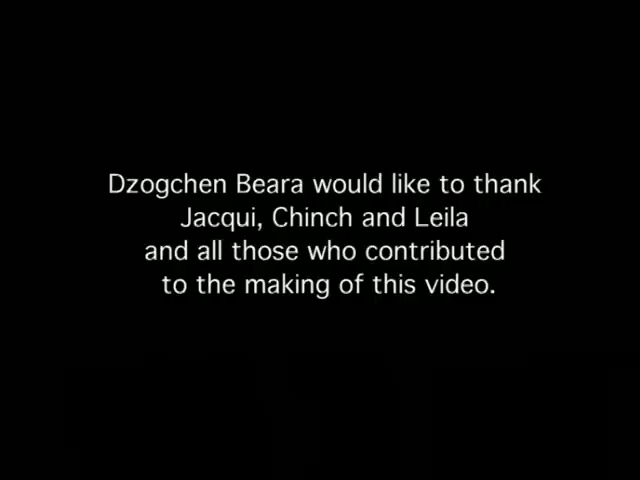 Dzogchen Beara would like to thank
Jacqui, Chinch and Leila
and all those who contributed
to the making of this video.